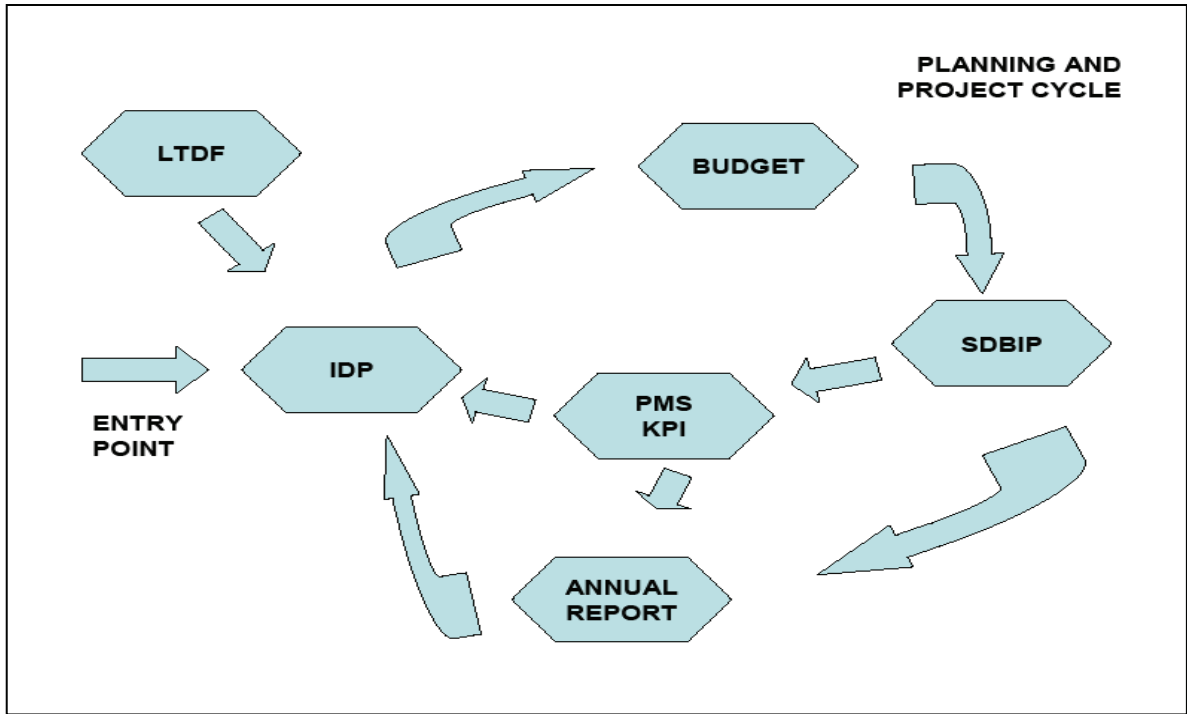 PLANNING AND
PROJECT CYCLE
LTDF
BUDGET
SDBIP
IDP
PMS
KPI
ENTRY
POINT
ANNUAL
REPORT